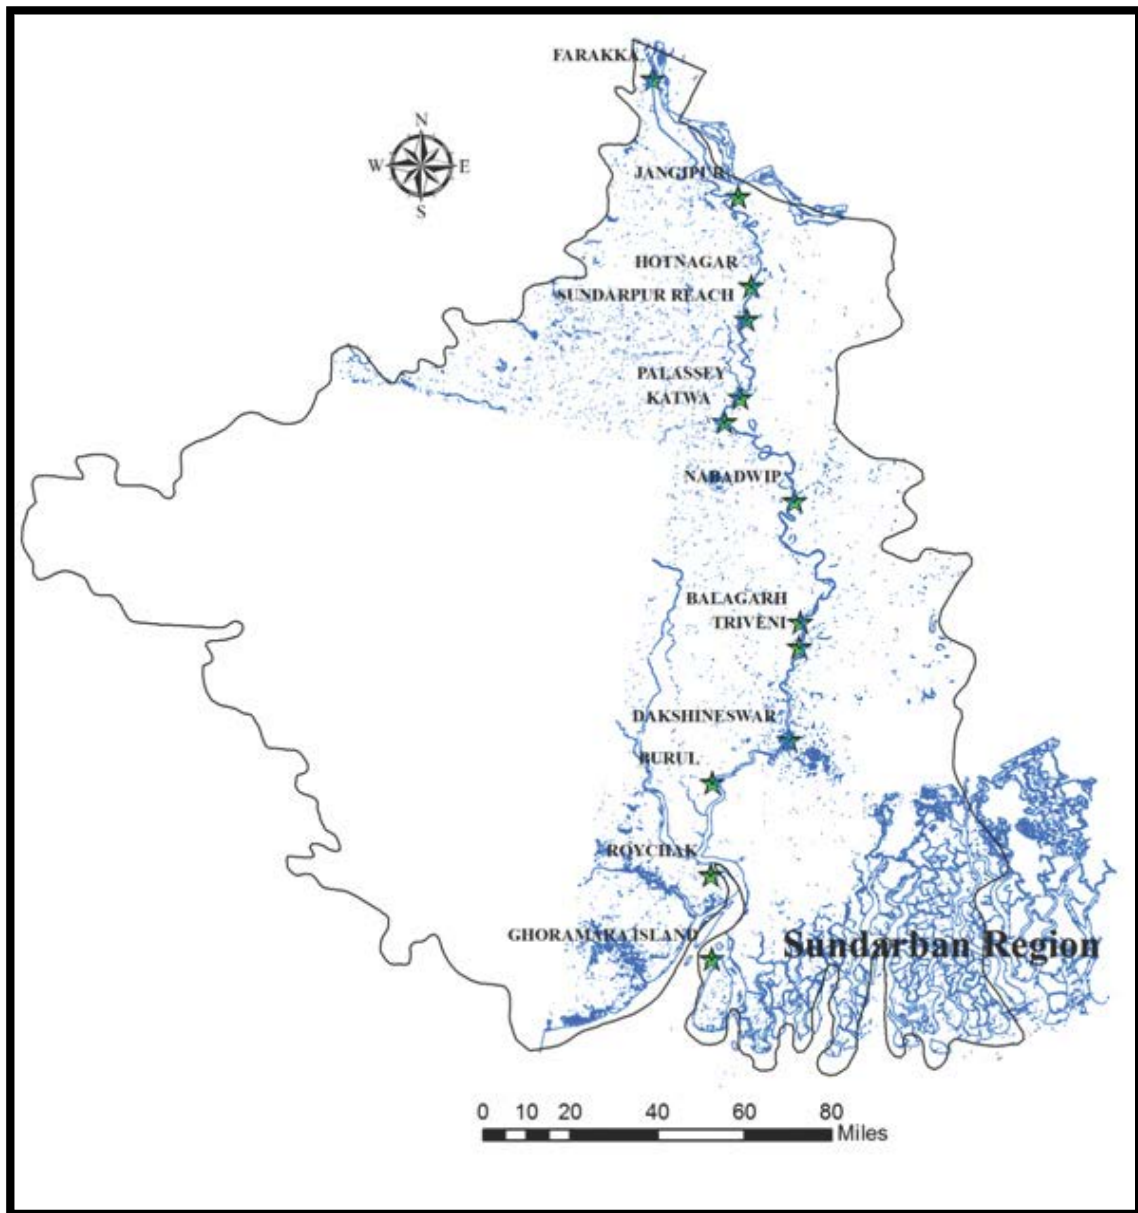 FARAKKA
N
W E
S
JANGIPUR
HOTNAGAR
SUNDARPUR REACH
PALASSEY
KATWA
NABADWIP
BALAGARH
TRIVENI
DAKSHINESWAR
BURUL
ROYCHAK
GHORAMARA ISLAND
Sundarban Region
0 10 20 40 60 80
Miles